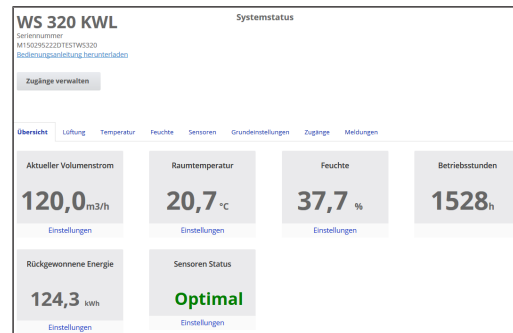 WS 320 KWL
Systemstatus
Seriennummer
M150295222DTESTWS320
Bedienungsanleitung herunterladen
Zugänge verwalten
Übersicht Lüftung Temperatur Feuchte Sensoren Grundeinstellungen Zugänge Meldungen
Aktueller Volumenstrom Raumtemperatur Feuchte Betriebsstunden
120,0 m3/h 20,7 °C 37,7 % 1528h
Einstellungen Einstellungen Einstellungen
Rückgewonnene Energie Sensoren Status
124,3 kWh Optimal
Einstellungen Einstellungen